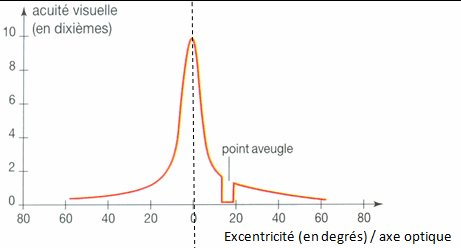 acuité visuelle
(en dixièmes)
10
8
6
4
2
0
point aveugle
80 60 40 20 0 20 40 60 80
Excentricité (en degrés) / axe optique